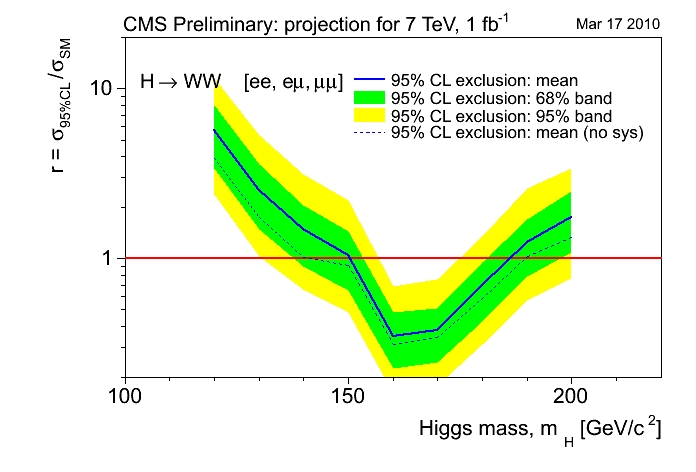 CMS Preliminary: projection for 7 TeV, 1 fb⁻¹ Mar 17 2010
H → WW [ee, eμ, μμ]
95% CL exclusion: mean
95% CL exclusion: 68% band
95% CL exclusion: 95% band
95% CL exclusion: mean (no sys)
r = σ95%CL /σSM
10
1
100 150 200
Higgs mass, m H [GeV/c²]